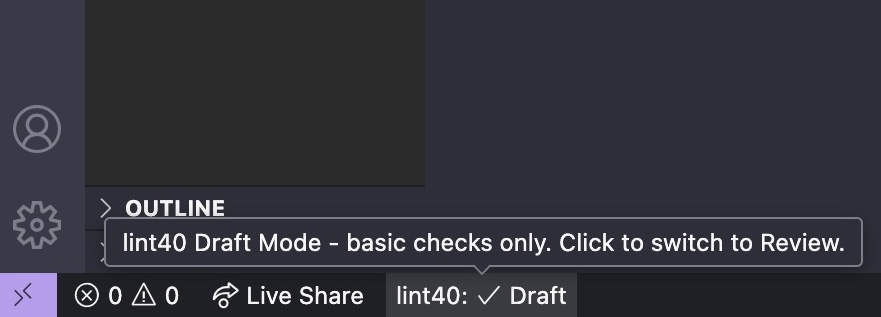 OUTLINE
lint40 Draft Mode - basic checks only. Click to switch to Review.
0 0 Live Share lint40: ✓ Draft